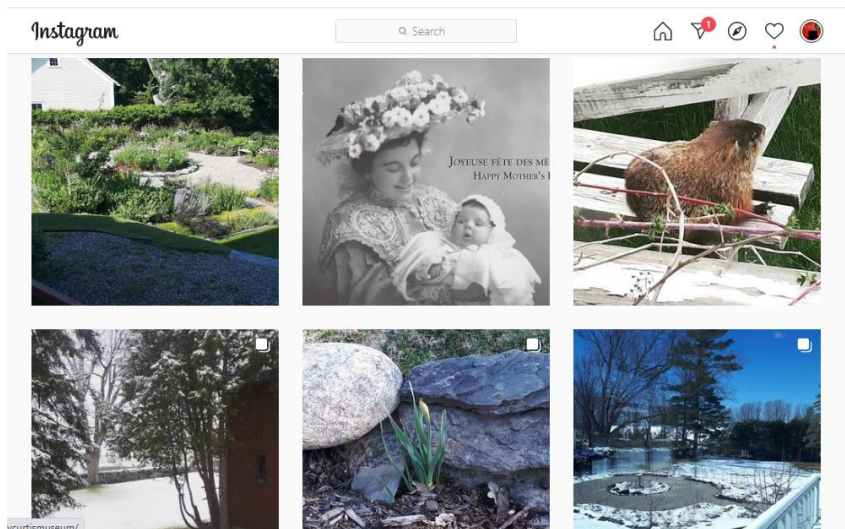 Instagram
Search
1
JOYEUSE FÊTE DES MÈ
HAPPY MOTHER'S
ycurtismuseum/